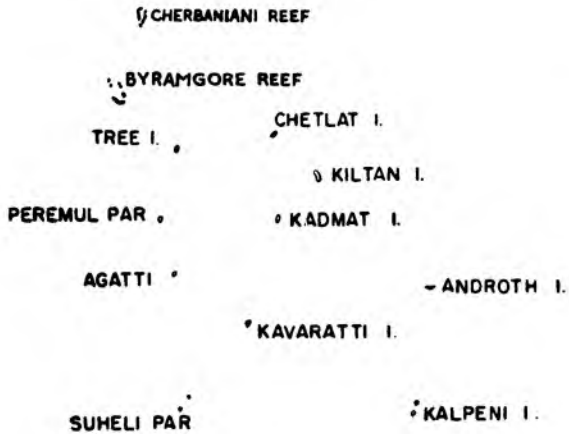 CHERBANIANI REEF
BYRAMGORE REEF
CHETLAT I.
TREE I.
KILTAN I.
PEREMUL PAR
KADMAT I.
AGATTI
ANDROTH I.
KAVARATTI I.
KALPENI I.
SUHELI PAR